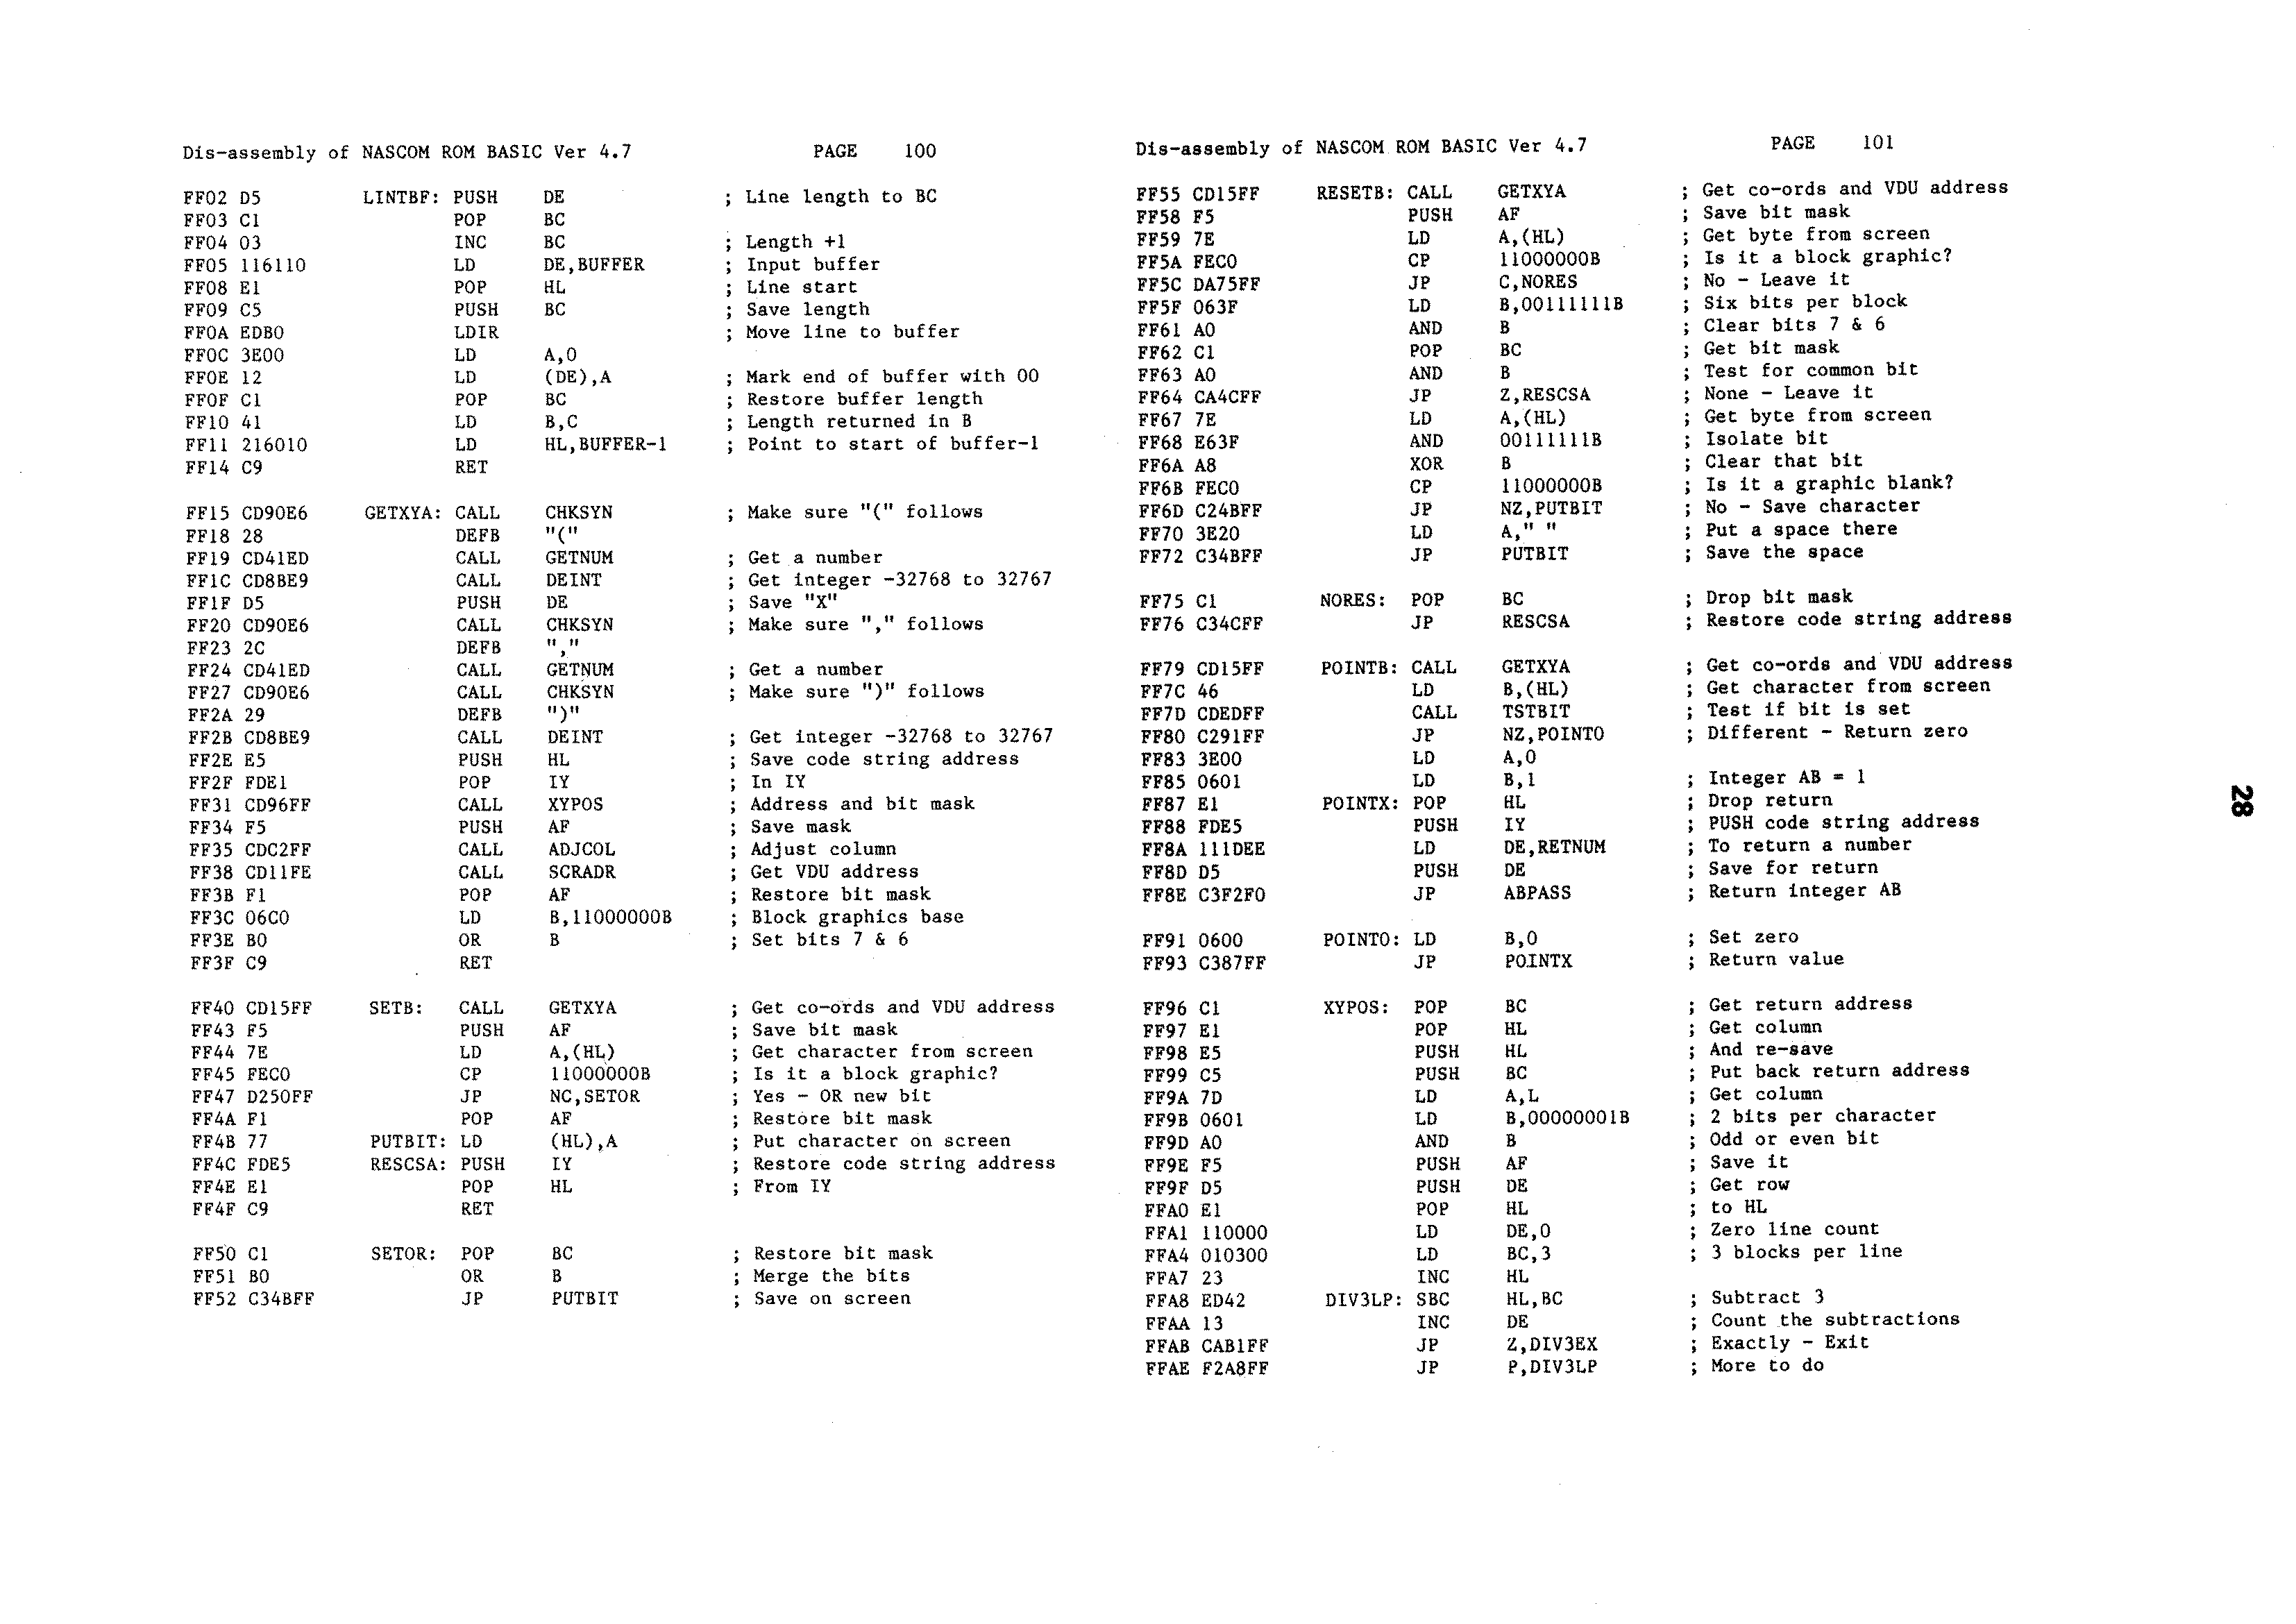 Dis-assembly of NASCOM ROM BASIC Ver 4.7 PAGE 100
FF02 D5 LINTBF: PUSH DE ; Line length to BC
FF03 C1 POP BC
FF04 03 INC BC ; Length +1
FF05 116110 LD DE,BUFFER ; Input buffer
FF08 E1 POP HL ; Line start
FF09 C5 PUSH BC ; Save length
FF0A EDB0 LDIR ; Move line to buffer
FF0C 3E00 LD A,0
FF0E 12 LD (DE),A ; Mark end of buffer with 00
FF0F C1 POP BC ; Restore buffer length
FF10 41 LD B,C ; Length returned in B
FF11 216010 LD HL,BUFFER-1 ; Point to start of buffer-1
FF14 C9 RET
FF15 CD90E6 GETXYA: CALL CHKSYN ; Make sure "(" follows
FF18 28 DEFB "("
FF19 CD41ED CALL GETNUM ; Get a number
FF1C CD8BE9 CALL DEINT ; Get integer -32768 to 32767
FF1F D5 PUSH DE ; Save "X"
FF20 CD90E6 CALL CHKSYN ; Make sure "," follows
FF23 2C DEFB ","
FF24 CD41ED CALL GETNUM ; Get a number
FF27 CD90E6 CALL CHKSYN ; Make sure ")" follows
FF2A 29 DEFB ")"
FF2B CD8BE9 CALL DEINT ; Get integer -32768 to 32767
FF2E E5 PUSH HL ; Save code string address
FF2F FDE1 POP IY ; In IY
FF31 CD96FF CALL XYPOS ; Address and bit mask
FF34 F5 PUSH AF ; Save mask
FF35 CDC2FF CALL ADJCOL ; Adjust column
FF38 CD11FE CALL SCRADR ; Get VDU address
FF3B F1 POP AF ; Restore bit mask
FF3C 06C0 LD B,11000000B ; Block graphics base
FF3E B0 OR B ; Set bits 7 & 6
FF3F C9 RET
FF40 CD15FF SETB: CALL GETXYA ; Get co-ords and VDU address
FF43 F5 PUSH AF ; Save bit mask
FF44 7E LD A,(HL) ; Get character from screen
FF45 FEC0 CP 11000000B ; Is it a block graphic?
FF47 D250FF JP NC,SETOR ; Yes - OR new bit
FF4A F1 POP AF ; Restore bit mask
FF4B 77 PUTBIT: LD (HL),A ; Put character on screen
FF4C FDE5 RESCSA: PUSH IY ; Restore code string address
FF4E E1 POP HL ; From IY
FF4F C9 RET
FF50 C1 SETOR: POP BC ; Restore bit mask
FF51 B0 OR B ; Merge the bits
FF52 C34BFF JP PUTBIT ; Save on screen
Dis-assembly of NASCOM ROM BASIC Ver 4.7 PAGE 101
FF55 CD15FF RESETB: CALL GETXYA ; Get co-ords and VDU address
FF58 F5 PUSH AF ; Save bit mask
FF59 7E LD A,(HL) ; Get byte from screen
FF5A FEC0 CP 11000000B ; Is it a block graphic?
FF5C DA75FF JP C,NORES ; No - Leave it
FF5F 063F LD B,00111111B ; Six bits per block
FF61 A0 AND B ; Clear bits 7 & 6
FF62 C1 POP BC ; Get bit mask
FF63 A0 AND B ; Test for common bit
FF64 CA4CFF JP Z,RESCSA ; None - Leave it
FF67 7E LD A,(HL) ; Get byte from screen
FF68 E63F AND 00111111B ; Isolate bit
FF6A A8 XOR B ; Clear that bit
FF6B FEC0 CP 11000000B ; Is it a graphic blank?
FF6D C24BFF JP NZ,PUTBIT ; No - Save character
FF70 3E20 LD A," " ; Put a space there
FF72 C34BFF JP PUTBIT ; Save the space
FF75 C1 NORES: POP BC ; Drop bit mask
FF76 C34CFF JP RESCSA ; Restore code string address
FF79 CD15FF POINTB: CALL GETXYA ; Get co-ords and VDU address
FF7C 46 LD B,(HL) ; Get character from screen
FF7D CDEDFF CALL TSTBIT ; Test if bit is set
FF80 C291FF JP NZ,POINT0 ; Different - Return zero
FF83 3E00 LD A,0
FF85 0601 LD B,1 ; Integer AB = 1
FF87 E1 POINTX: POP HL ; Drop return
FF88 FDE5 PUSH IY ; PUSH code string address
FF8A 111DEE LD DE,RETNUM ; To return a number
FF8D D5 PUSH DE ; Save for return
FF8E C3F2F0 JP ABPASS ; Return integer AB
FF91 0600 POINT0: LD B,0 ; Set zero
FF93 C387FF JP POINTX ; Return value
FF96 C1 XYPOS: POP BC ; Get return address
FF97 E1 POP HL ; Get column
FF98 E5 PUSH HL ; And re-save
FF99 C5 PUSH BC ; Put back return address
FF9A 7D LD A,L ; Get column
FF9B 0601 LD B,00000001B ; 2 bits per character
FF9D A0 AND B ; Odd or even bit
FF9E F5 PUSH AF ; Save it
FF9F D5 PUSH DE ; Get row
FFA0 E1 POP HL ; to HL
FFA1 110000 LD DE,0 ; Zero line count
FFA4 010300 LD BC,3 ; 3 blocks per line
FFA7 23 INC HL
FFA8 ED42 DIV3LP: SBC HL,BC ; Subtract 3
FFAA 13 INC DE ; Count the subtractions
FFAB CAB1FF JP Z,DIV3EX ; Exactly - Exit
FFAE F2A8FF JP P,DIV3LP ; More to do
28